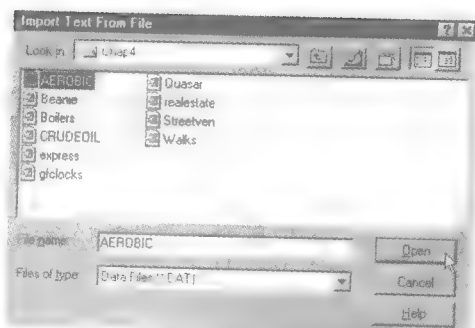 Import Text From File
Look in: Chap4
AEROBIC
Beanie
Boilers
CRUDEOIL
express
gfclocks
Quasar
realestate
Streetven
Walks
File name: AEROBIC
Open
Files of type: Data Files (*.DAT)
Cancel
Help